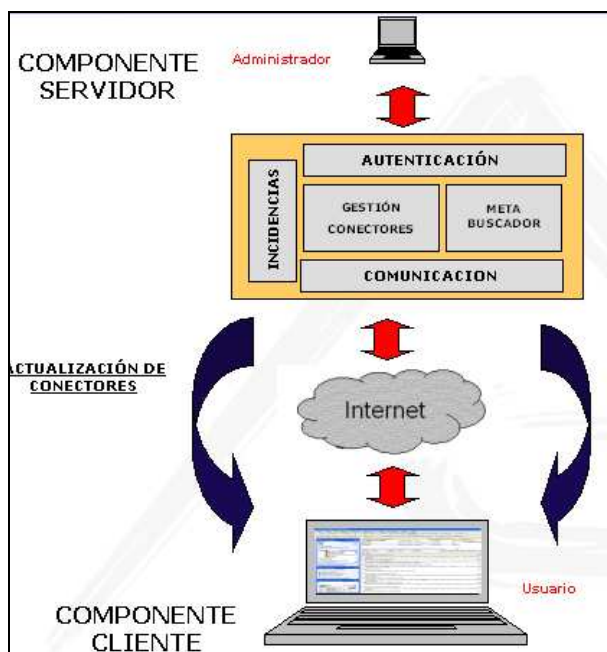 COMPONENTE
SERVIDOR
Administrador
AUTENTICACIÓN
INCIDENCIAS
GESTIÓN
CONECTORES
META
BUSCADOR
COMUNICACION
ACTUALIZACIÓN DE
CONECTORES
Internet
Usuario
COMPONENTE
CLIENTE